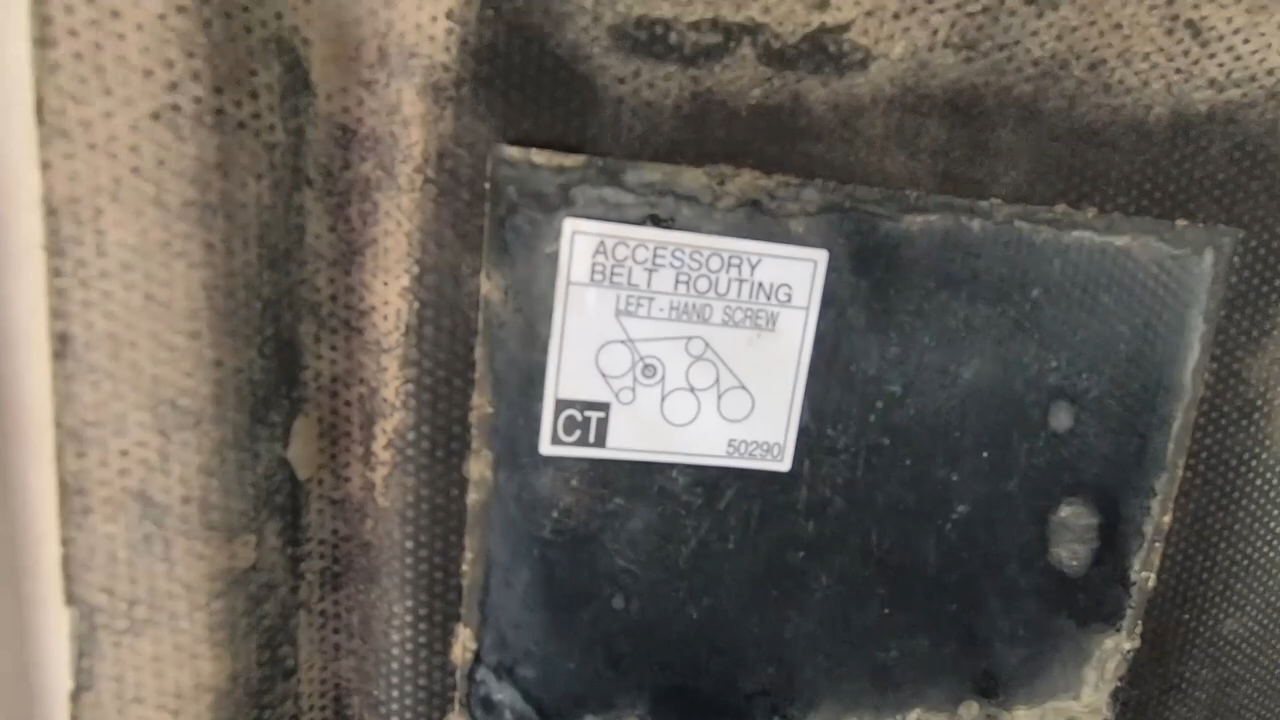 ACCESSORY
BELT ROUTING
LEFT-HAND SCREW
CT
50290